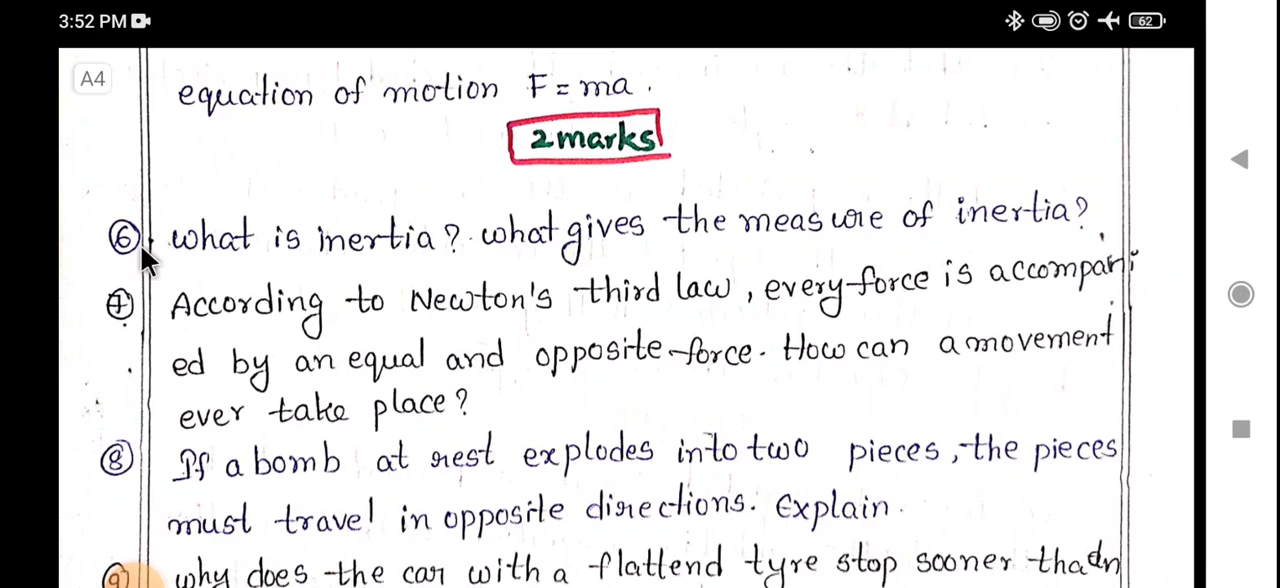 3:52 PM
62
A4
equation of motion F = ma.
2marks
6. What is inertia? what gives the measure of inertia?
7 According to Newton's third law, every force is accompani
ed by an equal and opposite force. How can a movement
ever take place?
8 If a bomb at rest explodes into two pieces, the pieces
must travel in opposite directions. Explain.
9 why does the car with a flattend tyre stop sooner thadn